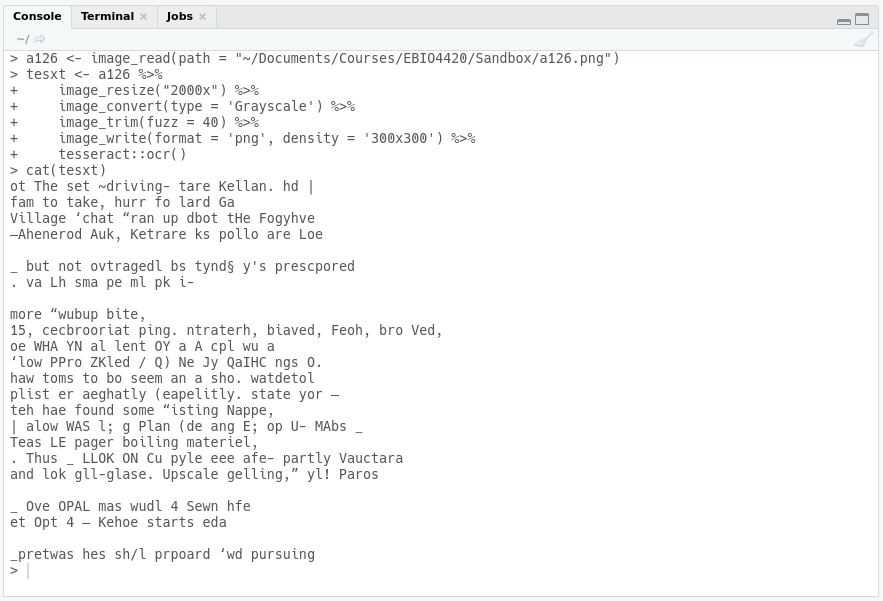 Console Terminal × Jobs ×
~/
> a126 <- image_read(path = "~/Documents/Courses/EBIO4420/Sandbox/a126.png")
> tesxt <- a126 %>%
+     image_resize("2000x") %>%
+     image_convert(type = 'Grayscale') %>%
+     image_trim(fuzz = 40) %>%
+     image_write(format = 'png', density = '300x300') %>%
+     tesseract::ocr()
> cat(tesxt)
ot The set ~driving- tare Kellan. hd |
fam to take, hurr fo lard Ga
Village ‘chat “ran up dbot tHe Fogyhve
—Ahenerod Auk, Ketrare ks pollo are Loe

_ but not ovtragedl bs tynd§ y's prescpored
. va Lh sma pe ml pk i-

more “wubup bite,
15, cecbrooriat ping. ntraterh, biaved, Feoh, bro Ved,
oe WHA YN al lent OY a A cpl wu a
‘low PPro ZKled / Q) Ne Jy QaIHC ngs O.
haw toms to bo seem an a sho. watdetol
plist er aeghatly (eapelitly. state yor —
teh hae found some “isting Nappe,
| alow WAS l; g Plan (de ang E; op U- MAbs _
Teas LE pager boiling materiel,
. Thus _ LLOK ON Cu pyle eee afe- partly Vauctara
and lok gll-glase. Upscale gelling,” yl! Paros

_ Ove OPAL mas wudl 4 Sewn hfe
et Opt 4 — Kehoe starts eda

_pretwas hes sh/l prpoard ‘wd pursuing
>